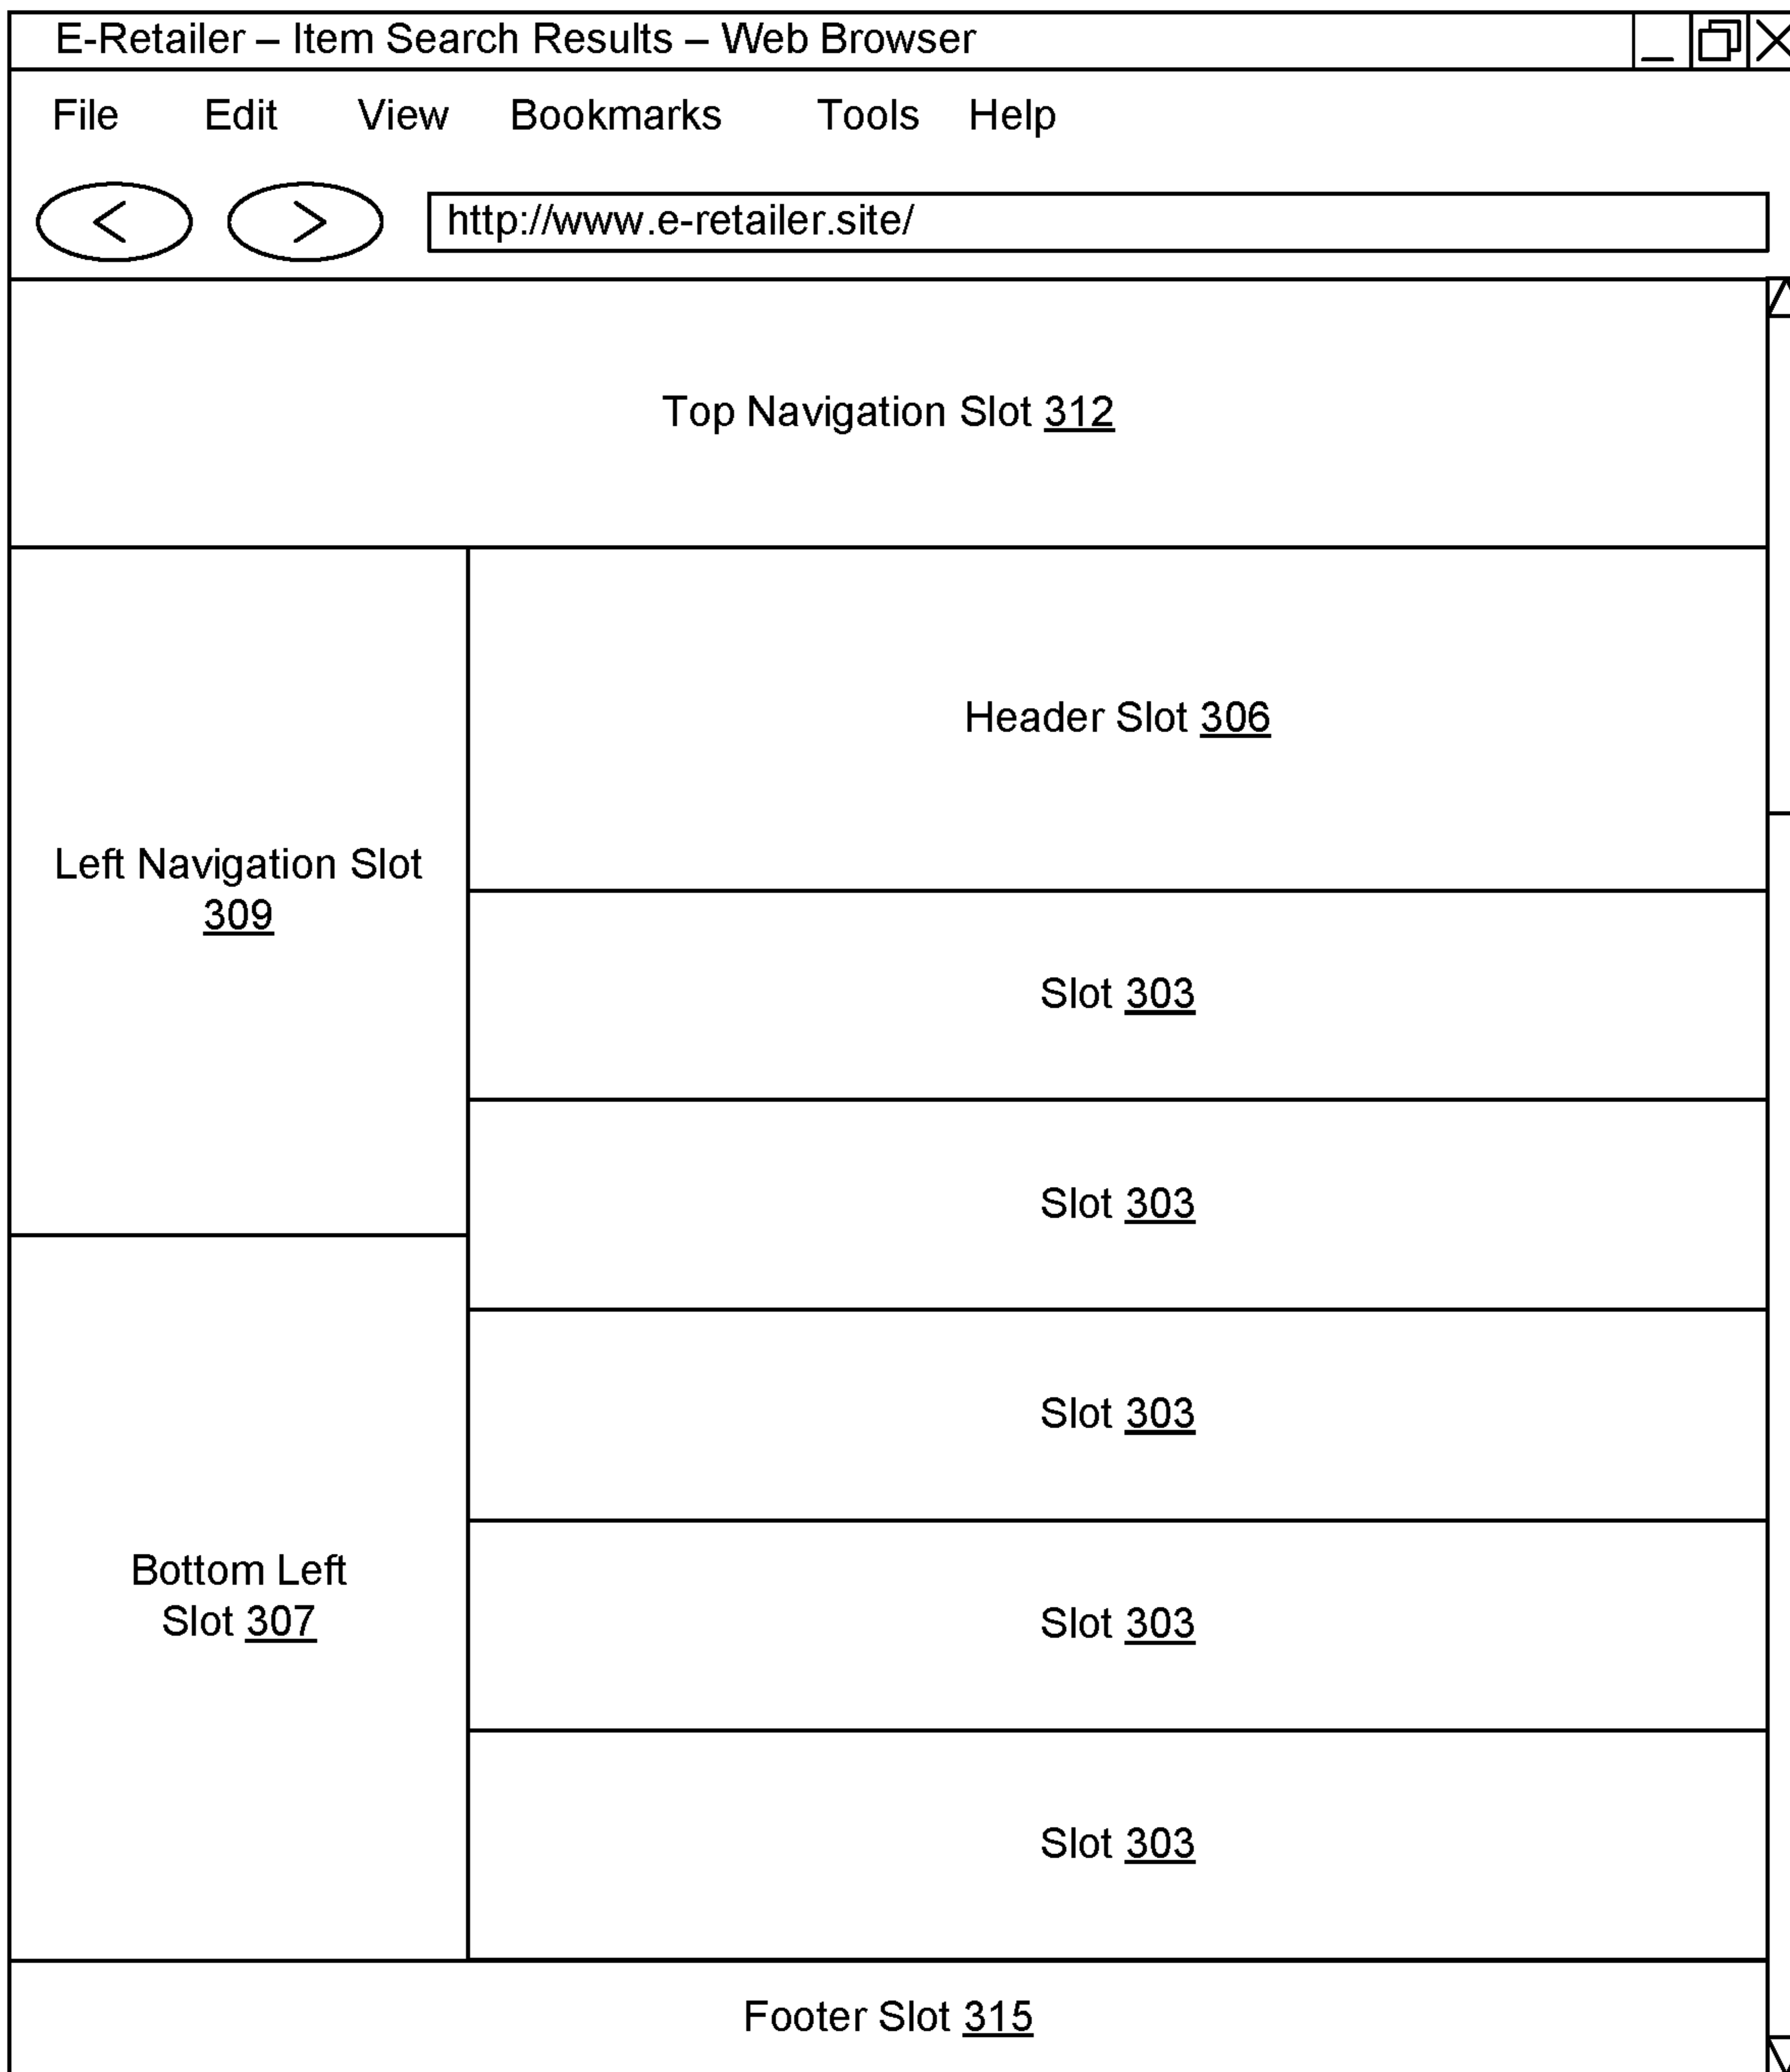 E-Retailer – Item Search Results – Web Browser
File Edit View Bookmarks Tools Help
http://www.e-retailer.site/
Top Navigation Slot 312
Header Slot 306
Left Navigation Slot
309
Slot 303
Slot 303
Slot 303
Bottom Left
Slot 307
Slot 303
Slot 303
Footer Slot 315